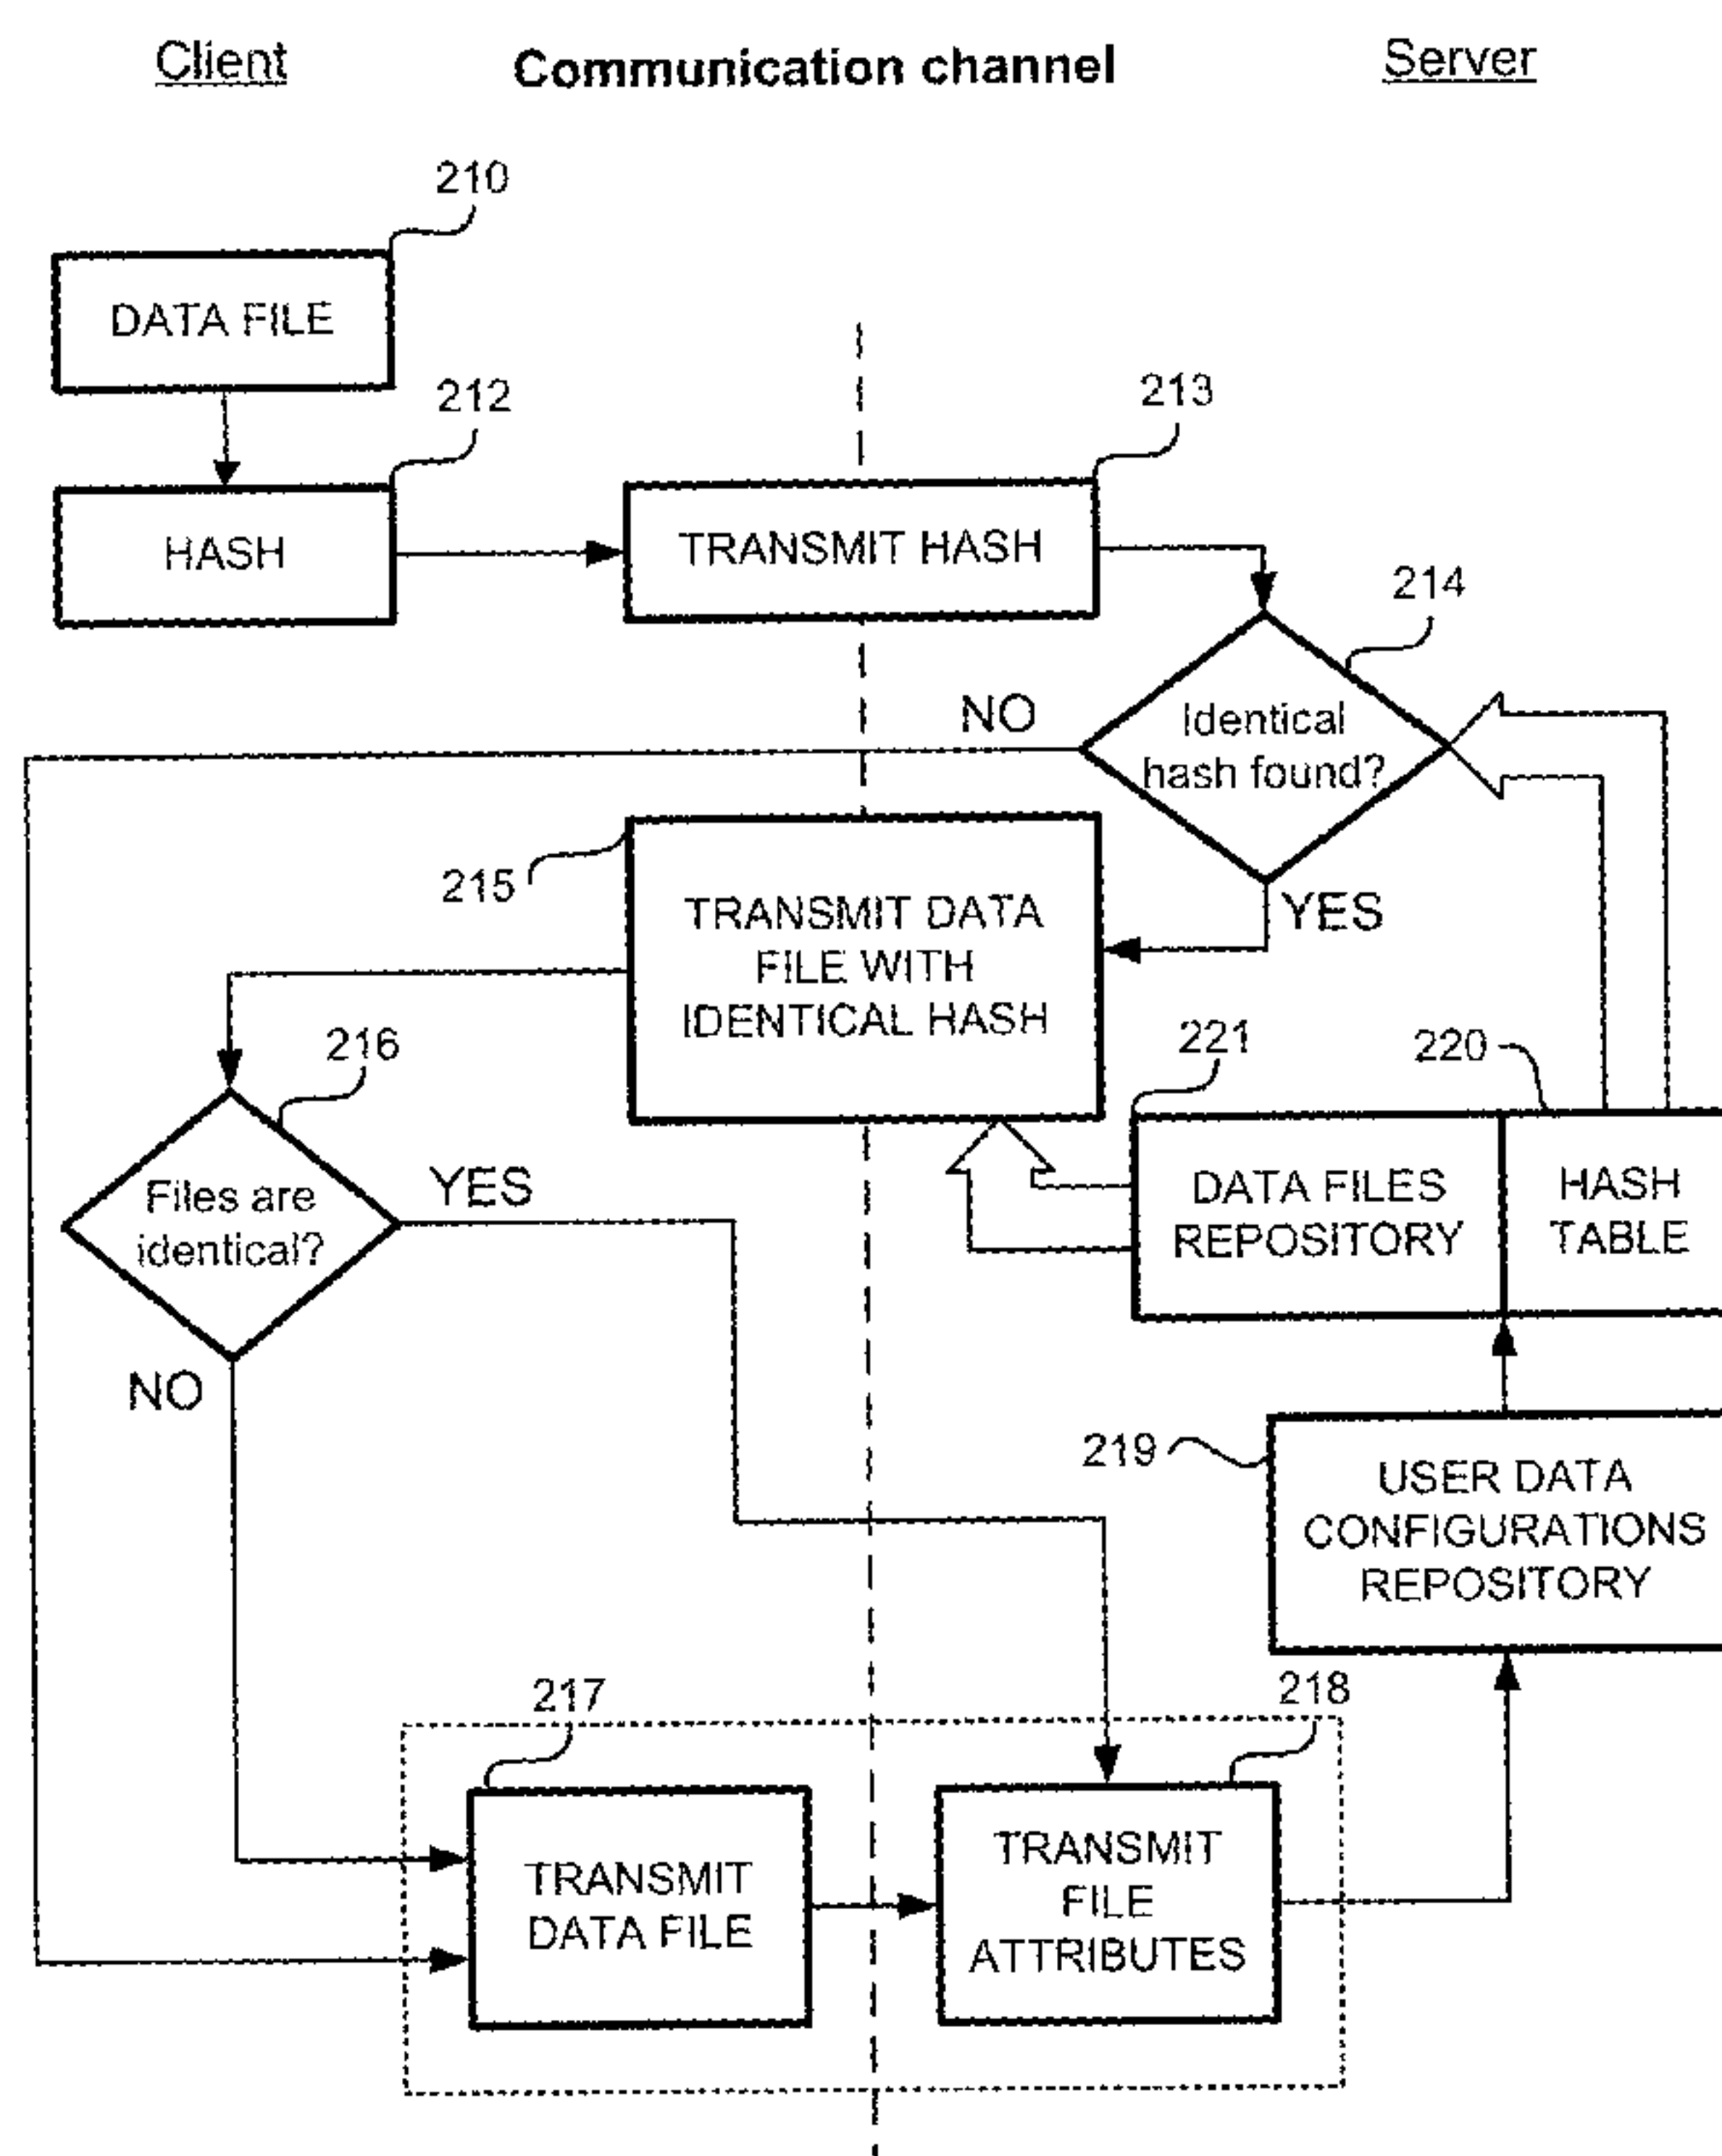 Client
Communication channel
Server
210
DATA FILE
212
HASH
213
TRANSMIT HASH
214
Identical
hash found?
NO
YES
215
TRANSMIT DATA
FILE WITH
IDENTICAL HASH
216
Files are
identical?
YES
NO
221
220
DATA FILES
REPOSITORY
HASH
TABLE
219
USER DATA
CONFIGURATIONS
REPOSITORY
217
TRANSMIT
DATA FILE
218
TRANSMIT
FILE
ATTRIBUTES